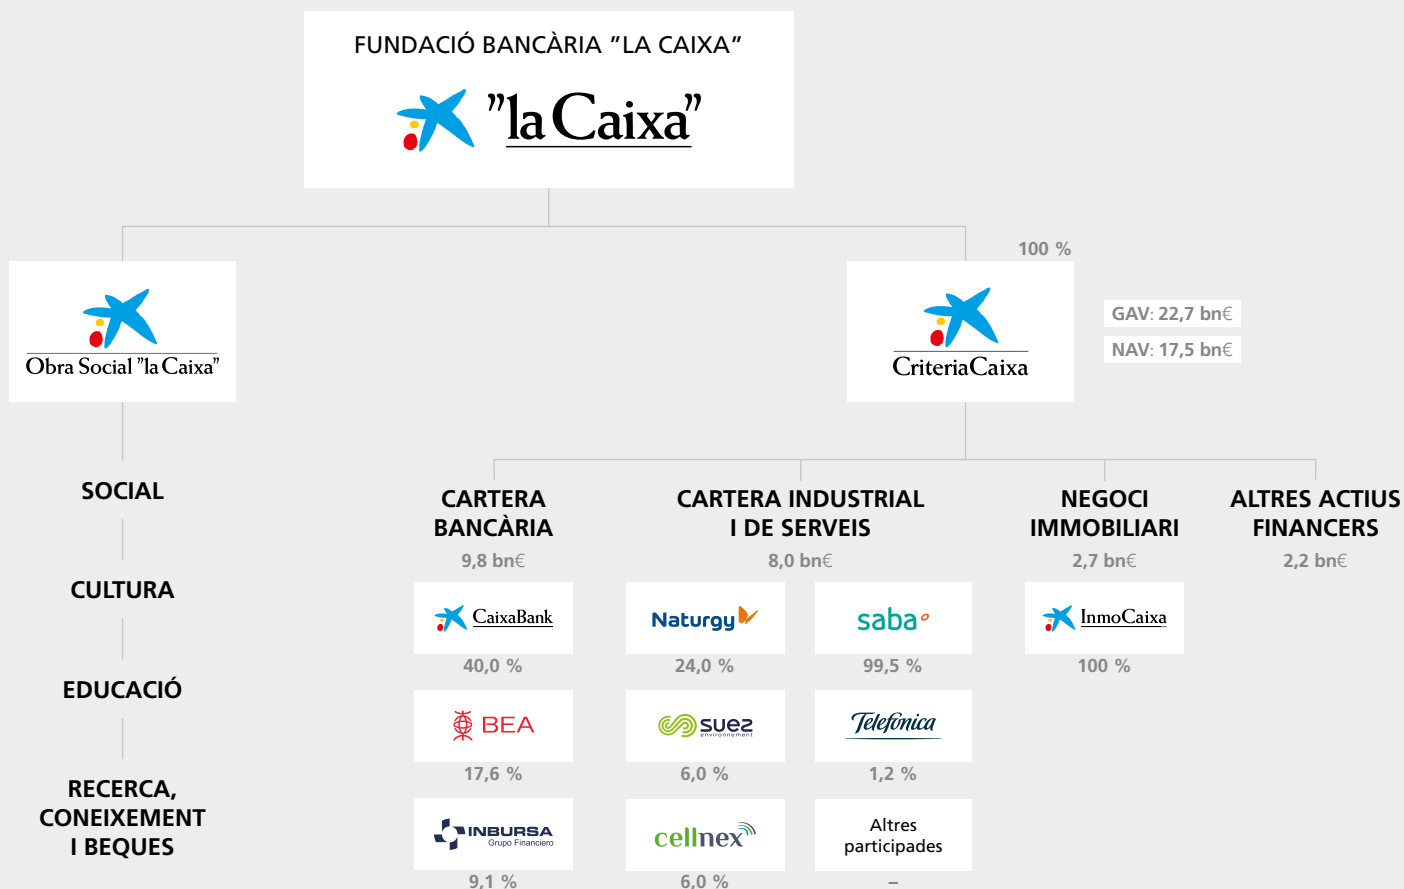 FUNDACIÓ BANCÀRIA ”LA CAIXA”
”la Caixa”
100 %
Obra Social ”la Caixa”
CriteriaCaixa
GAV: 22,7 bn€
NAV: 17,5 bn€
SOCIAL
CULTURA
EDUCACIÓ
RECERCA,
CONEIXEMENT
I BEQUES
CARTERA
BANCÀRIA
9,8 bn€
CaixaBank
40,0 %
BEA
17,6 %
INBURSA
Grupo Financiero
9,1 %
CARTERA INDUSTRIAL
I DE SERVEIS
8,0 bn€
Naturgy
24,0 %
saba
99,5 %
suez
environnement
6,0 %
Telefónica
1,2 %
cellnex
6,0 %
Altres
participades
–
NEGOCI
IMMOBILIARI
2,7 bn€
InmoCaixa
100 %
ALTRES ACTIUS
FINANCERS
2,2 bn€